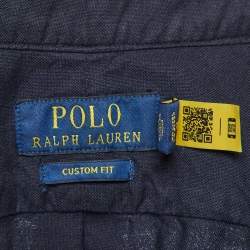 POLO
RALPH LAUREN
CUSTOM FIT